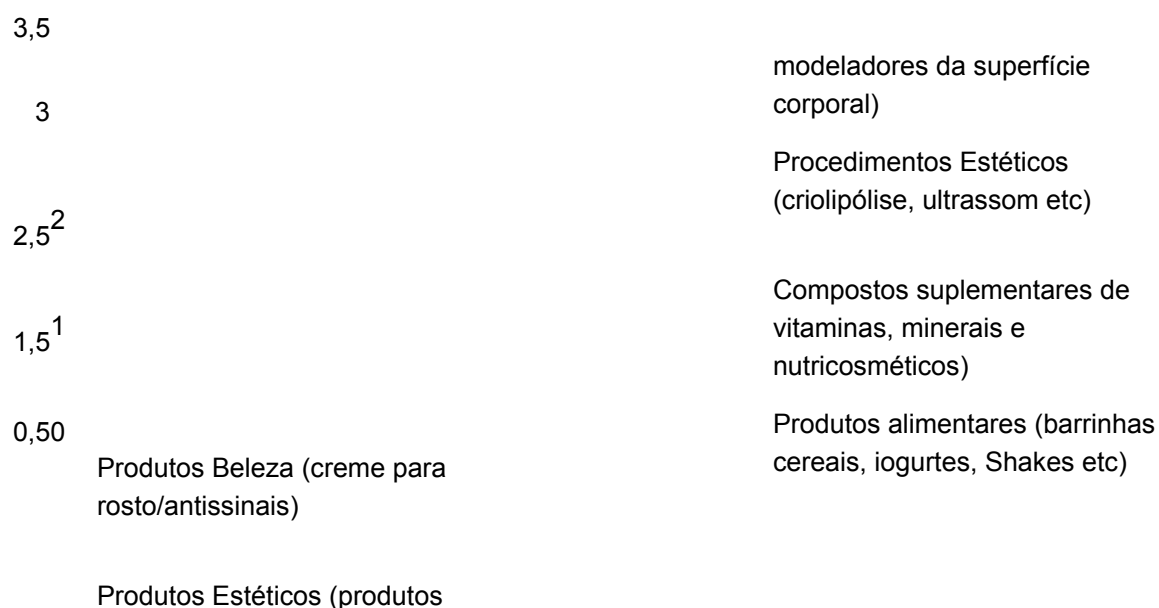 3,5
3
2,5 2
1,5 1
0,50
Produtos Beleza (creme para
rosto/antissinais)
Produtos Estéticos (produtos
modeladores da superfície
corporal)
Procedimentos Estéticos
(criolipólise, ultrassom etc)
Compostos suplementares de
vitaminas, minerais e
nutricosméticos)
Produtos alimentares (barrinhas
cereais, iogurtes, Shakes etc)